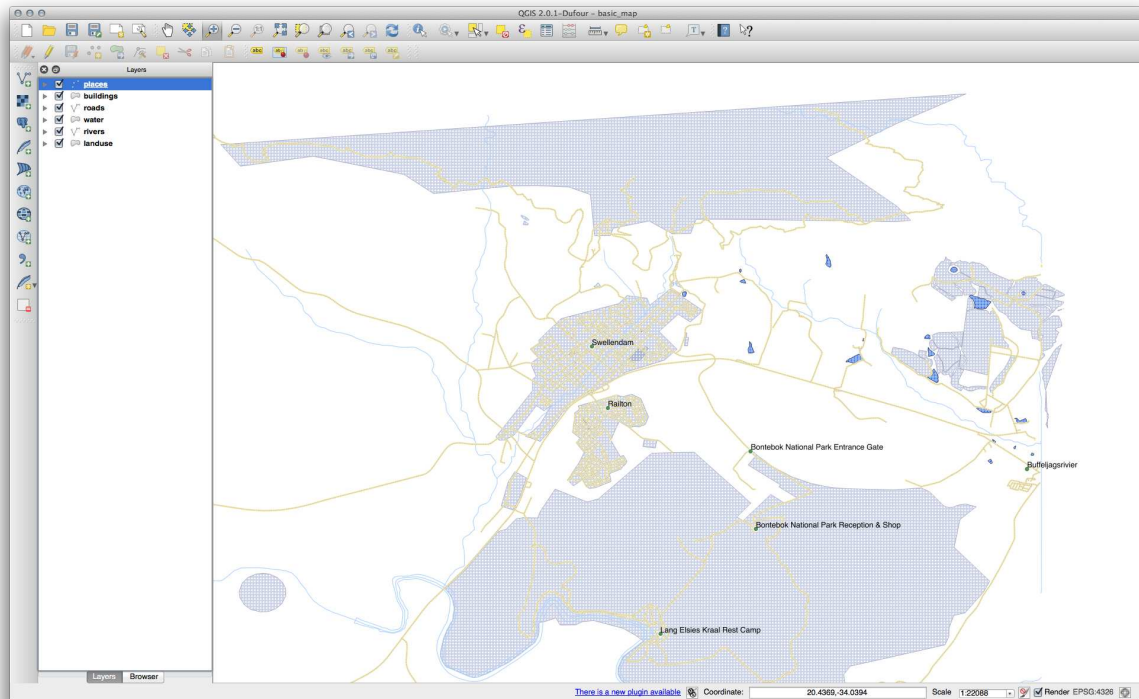 QGIS 2.0.1-Dufour - basic_map
Layers
places
buildings
roads
water
rivers
landuse
Swellendam
Railton
Bontebok National Park Entrance Gate
Buffeljagsrivier
Bontebok National Park Reception & Shop
Lang Elsies Kraal Rest Camp
Layers
Browser
There is a new plugin available
Coordinate:
20.4369,-34.0394
Scale
1:22088
Render
EPSG:4326